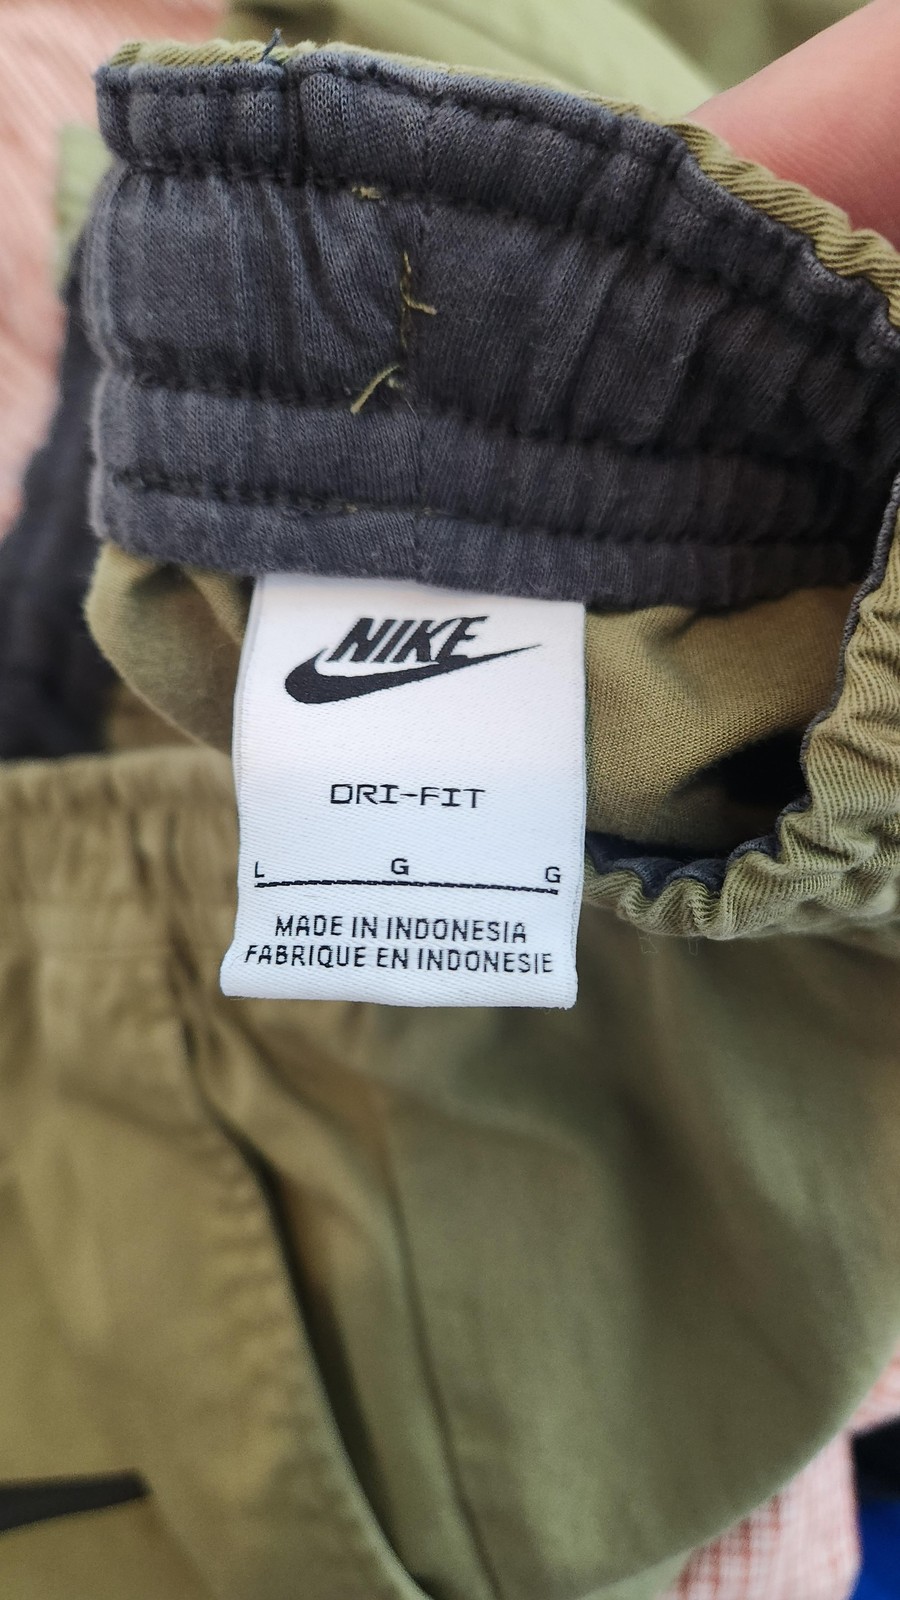 NIKE
DRI-FIT
L G G
MADE IN INDONESIA
FABRIQUE EN INDONESIE